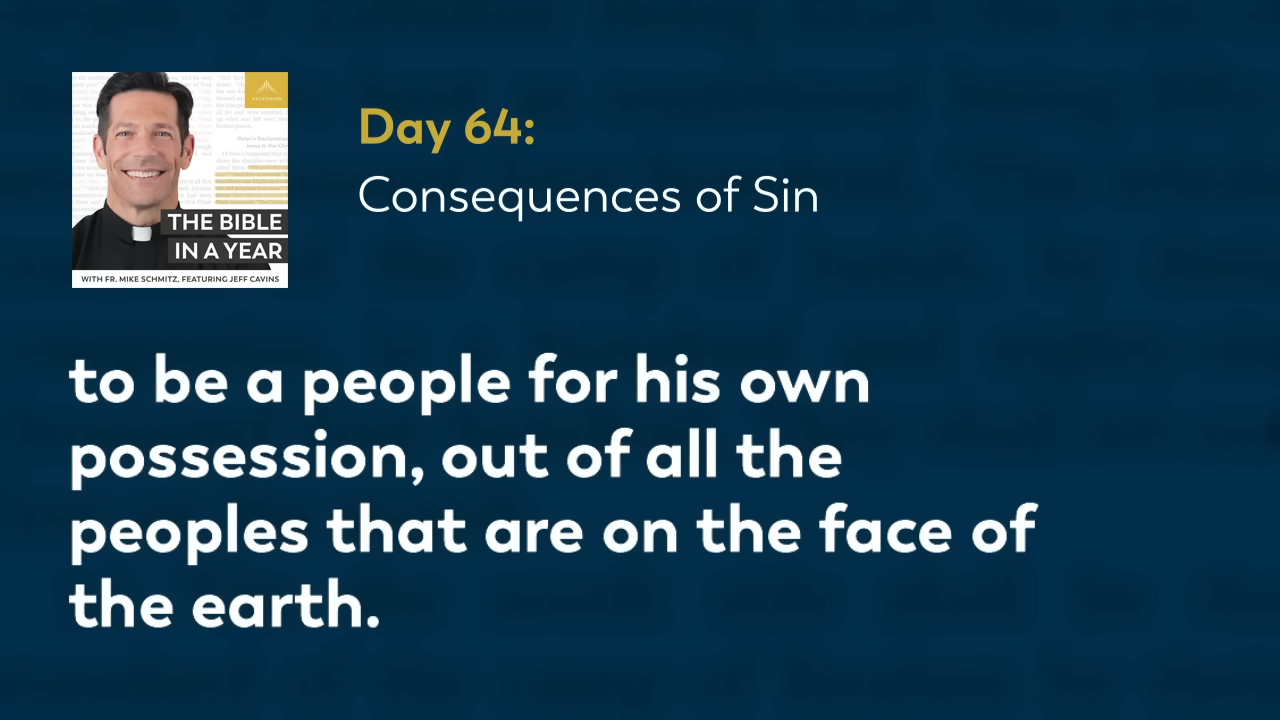 Day 64:
Consequences of Sin
ASCENSION
THE BIBLE
IN A YEAR
WITH FR. MIKE SCHMITZ, FEATURING JEFF CAVINS
to be a people for his own
possession, out of all the
peoples that are on the face of
the earth.